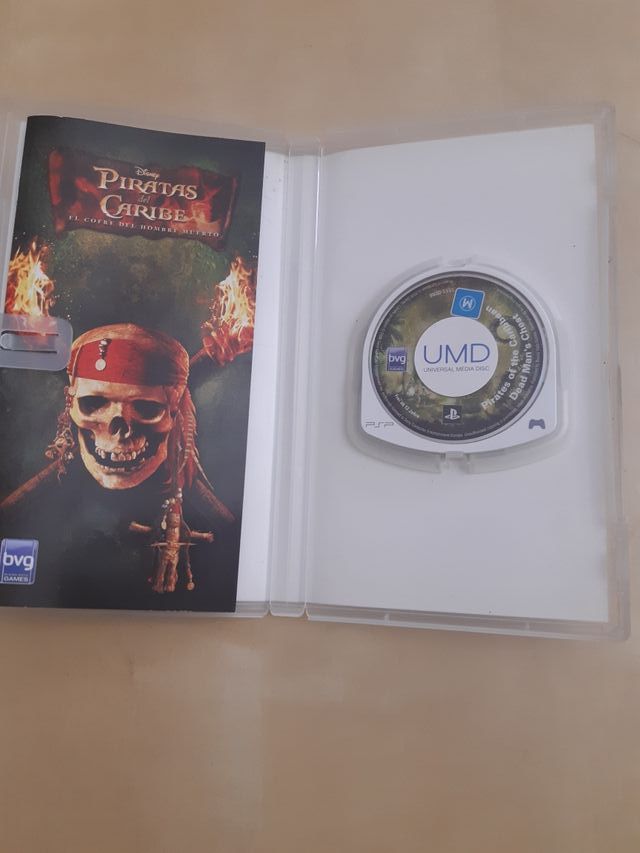 Disney
PIRATAS
del
CARIBE
EL COFRE DEL HOMBRE MUERTO
bvg
GAMES
M
bvg
GAMES
UMD
UNIVERSAL MEDIA DISC
Pirates of the Caribbean
Dead Man's Chest
PSP